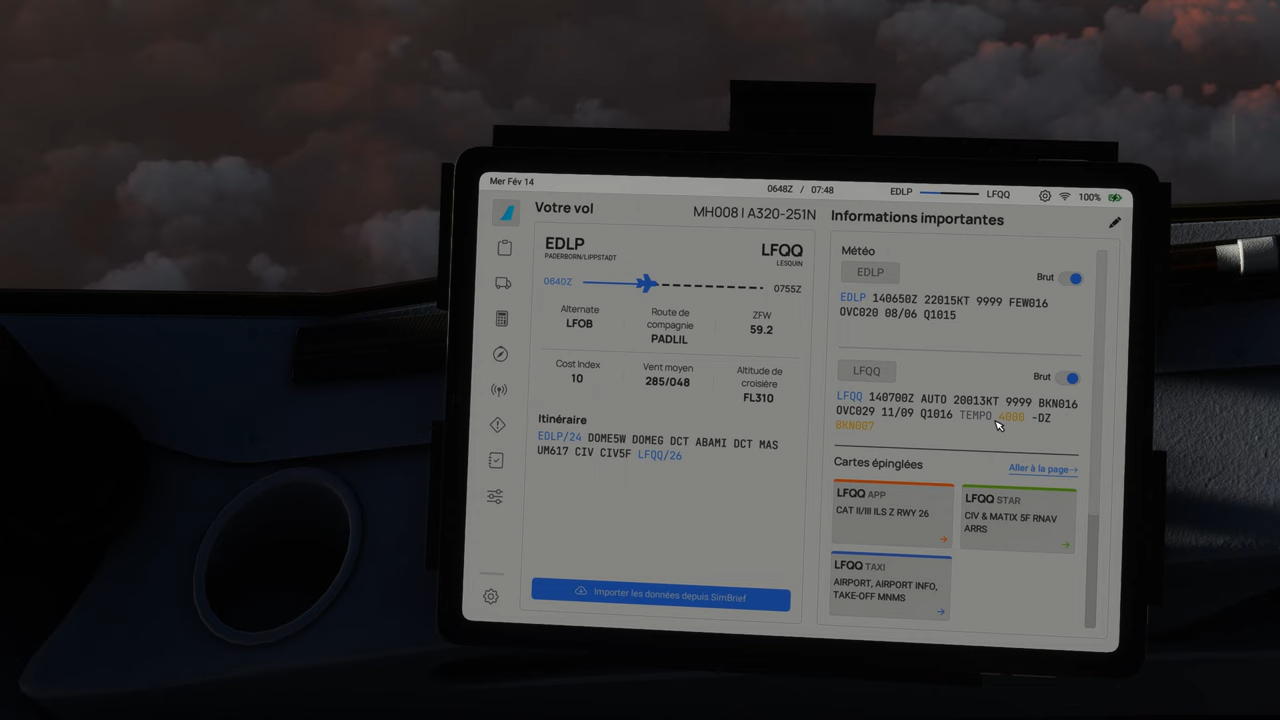 Mer Fév 14
0648Z / 07:48
EDLP LFQQ
100%
Votre vol
MH008 | A320-251N
EDLP
PADERBORN/LIPPSTADT
LFQQ
LESQUIN
0640Z
0755Z
Alternate
LFOB
Route de
compagnie
PADLIL
ZFW
59.2
Cost Index
10
Vent moyen
285/048
Altitude de
croisière
FL310
Itinéraire
EDLP/24 DOME5W DOMEG DCT ABAMI DCT MAS
UM617 CIV CIV5F LFQQ/26
Importer les données depuis SimBrief
Informations importantes
Météo
EDLP
Brut
EDLP 140650Z 22015KT 9999 FEW016
OVC020 08/06 Q1015
LFQQ
Brut
LFQQ 140700Z AUTO 20013KT 9999 BKN016
OVC029 11/09 Q1016 TEMPO 4000 -DZ
BKN007
Cartes épinglées
Aller à la page→
LFQQ APP
CAT II/III ILS Z RWY 26
LFQQ STAR
CIV & MATIX 5F RNAV
ARRS
LFQQ TAXI
AIRPORT, AIRPORT INFO,
TAKE-OFF MNMS